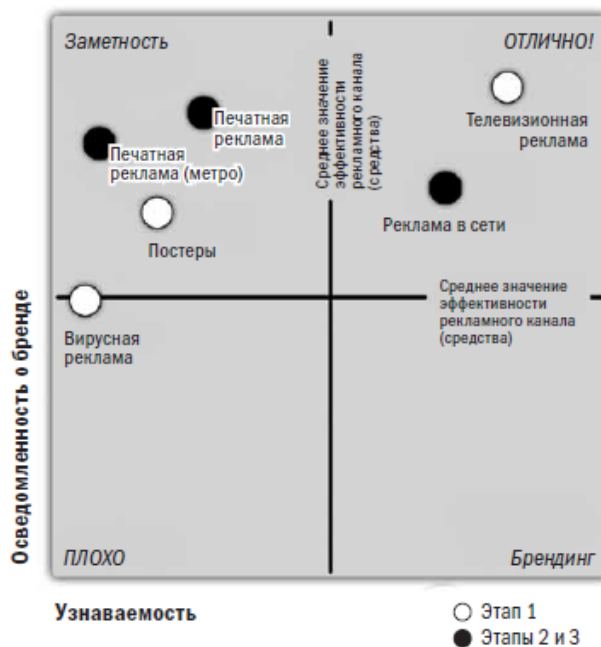 Заметность
ОТЛИЧНО!
Среднее значение
эффективности
рекламного канала
(средства)
Телевизионная
реклама
Печатная
реклама
Печатная
реклама (метро)
Реклама в сети
Постеры
Среднее значение
эффективности
рекламного канала
(средства)
Вирусная
реклама
Осведомленность о бренде
ПЛОХО
Брендинг
Узнаваемость
Этап 1
Этапы 2 и 3